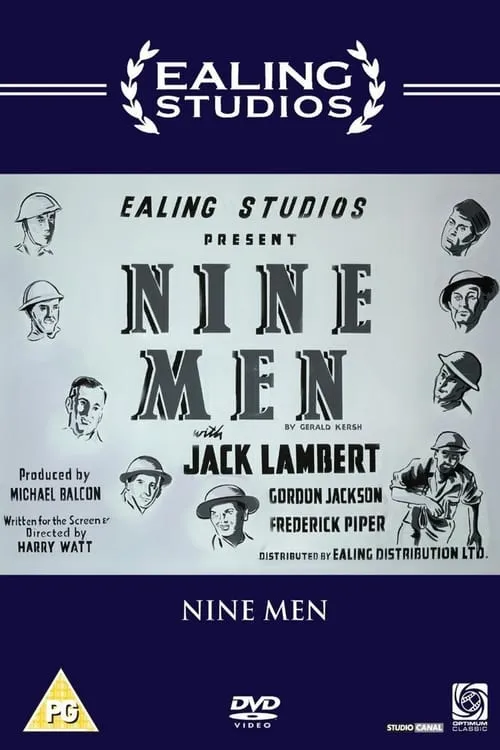 EALING
STUDIOS
EALING STUDIOS
PRESENT
NINE
MEN
BY GERALD KERSH
with
JACK LAMBERT
GORDON JACKSON
FREDERICK PIPER
Produced by
MICHAEL BALCON
Written for the Screen &
Directed by
HARRY WATT
DISTRIBUTED BY EALING DISTRIBUTION LTD.
NINE MEN
PG
DVD
VIDEO
STUDIO CANAL
OPTIMUM
CLASSIC